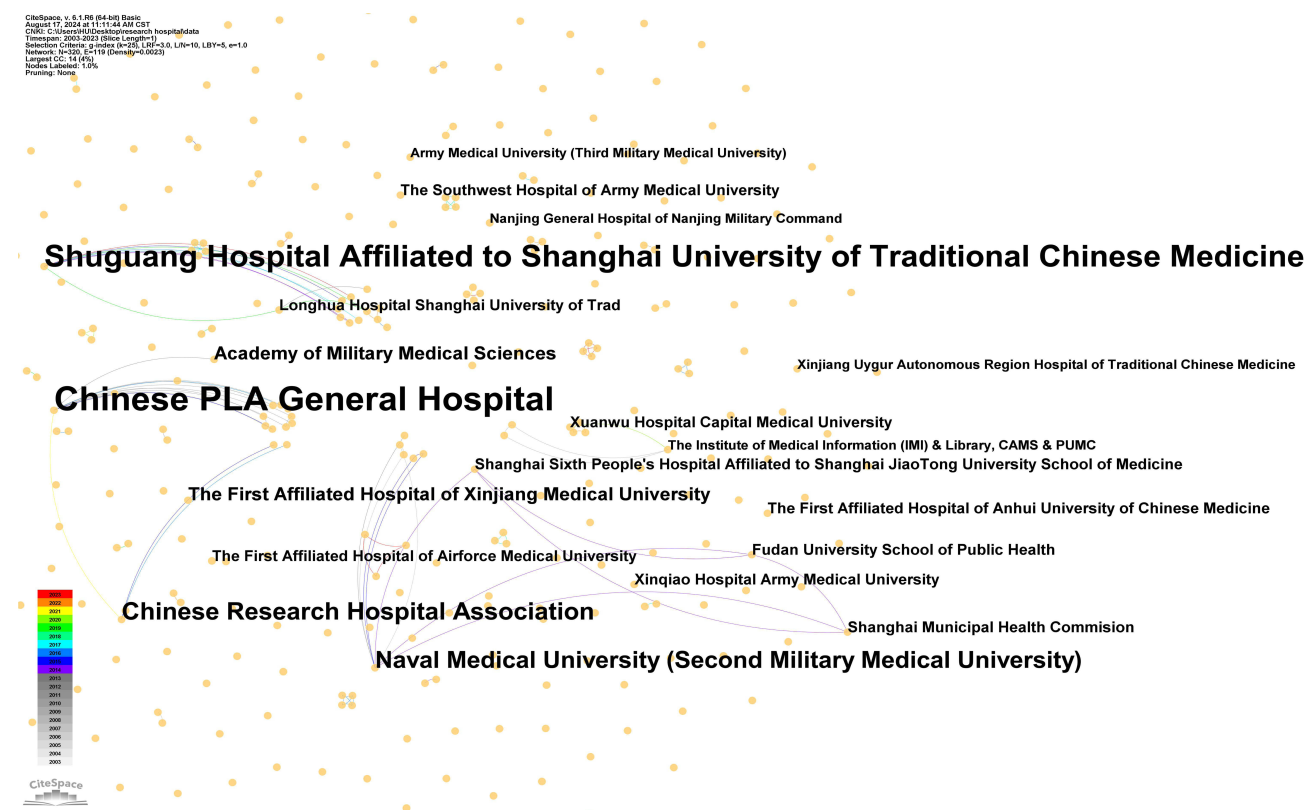 CiteSpace, v. 6.1.R6 (64-bit) Basic
August 17, 2024 at 11:11:44 AM CST
CNKI: C:\Users\HU\Desktop\research hospital\data
Timespan: 2003-2023 (Slice Length=1)
Selection Criteria: g-index (k=25), LRF=3.0, L/N=10, LBY=5, e=1.0
Network: N=320, E=119 (Density=0.0023)
Largest CC: 14 (4%)
Nodes Labeled: 1.0%
Pruning: None
Army Medical University (Third Military Medical University)
The Southwest Hospital of Army Medical University
Nanjing General Hospital of Nanjing Military Command
Shuguang Hospital Affiliated to Shanghai University of Traditional Chinese Medicine
Longhua Hospital Shanghai University of Trad
Academy of Military Medical Sciences
Xinjiang Uygur Autonomous Region Hospital of Traditional Chinese Medicine
Chinese PLA General Hospital
Xuanwu Hospital Capital Medical University
The Institute of Medical Information (IMI) & Library, CAMS & PUMC
Shanghai Sixth People's Hospital Affiliated to Shanghai JiaoTong University School of Medicine
The First Affiliated Hospital of Xinjiang Medical University
The First Affiliated Hospital of Anhui University of Chinese Medicine
Fudan University School of Public Health
The First Affiliated Hospital of Airforce Medical University
Xinqiao Hospital Army Medical University
Chinese Research Hospital Association
Shanghai Municipal Health Commision
Naval Medical University (Second Military Medical University)
2023
2022
2021
2020
2019
2018
2017
2016
2015
2014
2013
2012
2011
2010
2009
2008
2007
2006
2005
2004
2003
CiteSpace